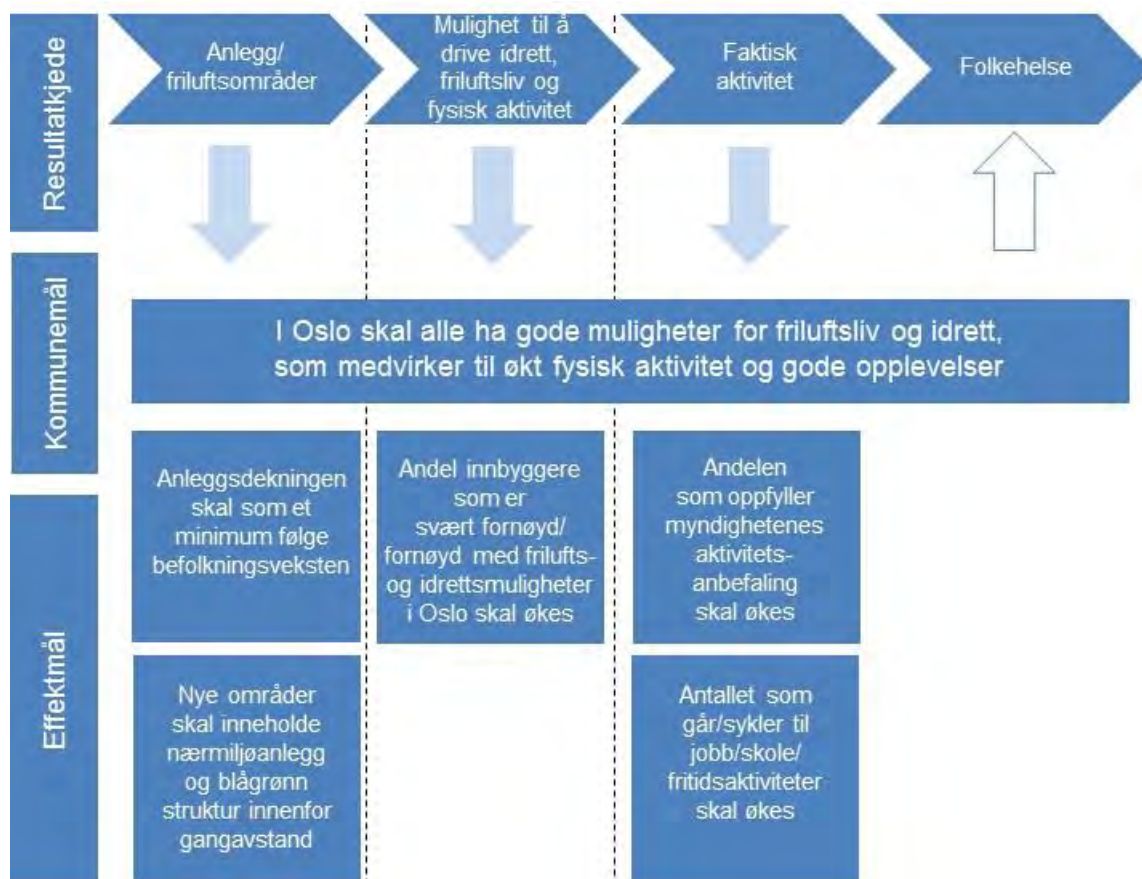 Resultatkjede
Anlegg/
friluftsområder
Mulighet til å
drive idrett,
friluftsliv og
fysisk aktivitet
Faktisk
aktivitet
Folkehelse
Kommunemål
I Oslo skal alle ha gode muligheter for friluftsliv og idrett,
som medvirker til økt fysisk aktivitet og gode opplevelser
Effektmål
Anleggsdekningen
skal som et
minimum følge
befolkningsveksten
Andel innbyggere
som er
svært fornøyd/
fornøyd med frilufts-
og idrettsmuligheter
i Oslo skal økes
Andelen
som oppfyller
myndighetenes
aktivitets-
anbefaling
skal økes
Nye områder
skal inneholde
nærmiljøanlegg
og blågrønn
struktur innenfor
gangavstand
Antallet som
går/sykler til
jobb/skole/
fritidsaktiviteter
skal økes